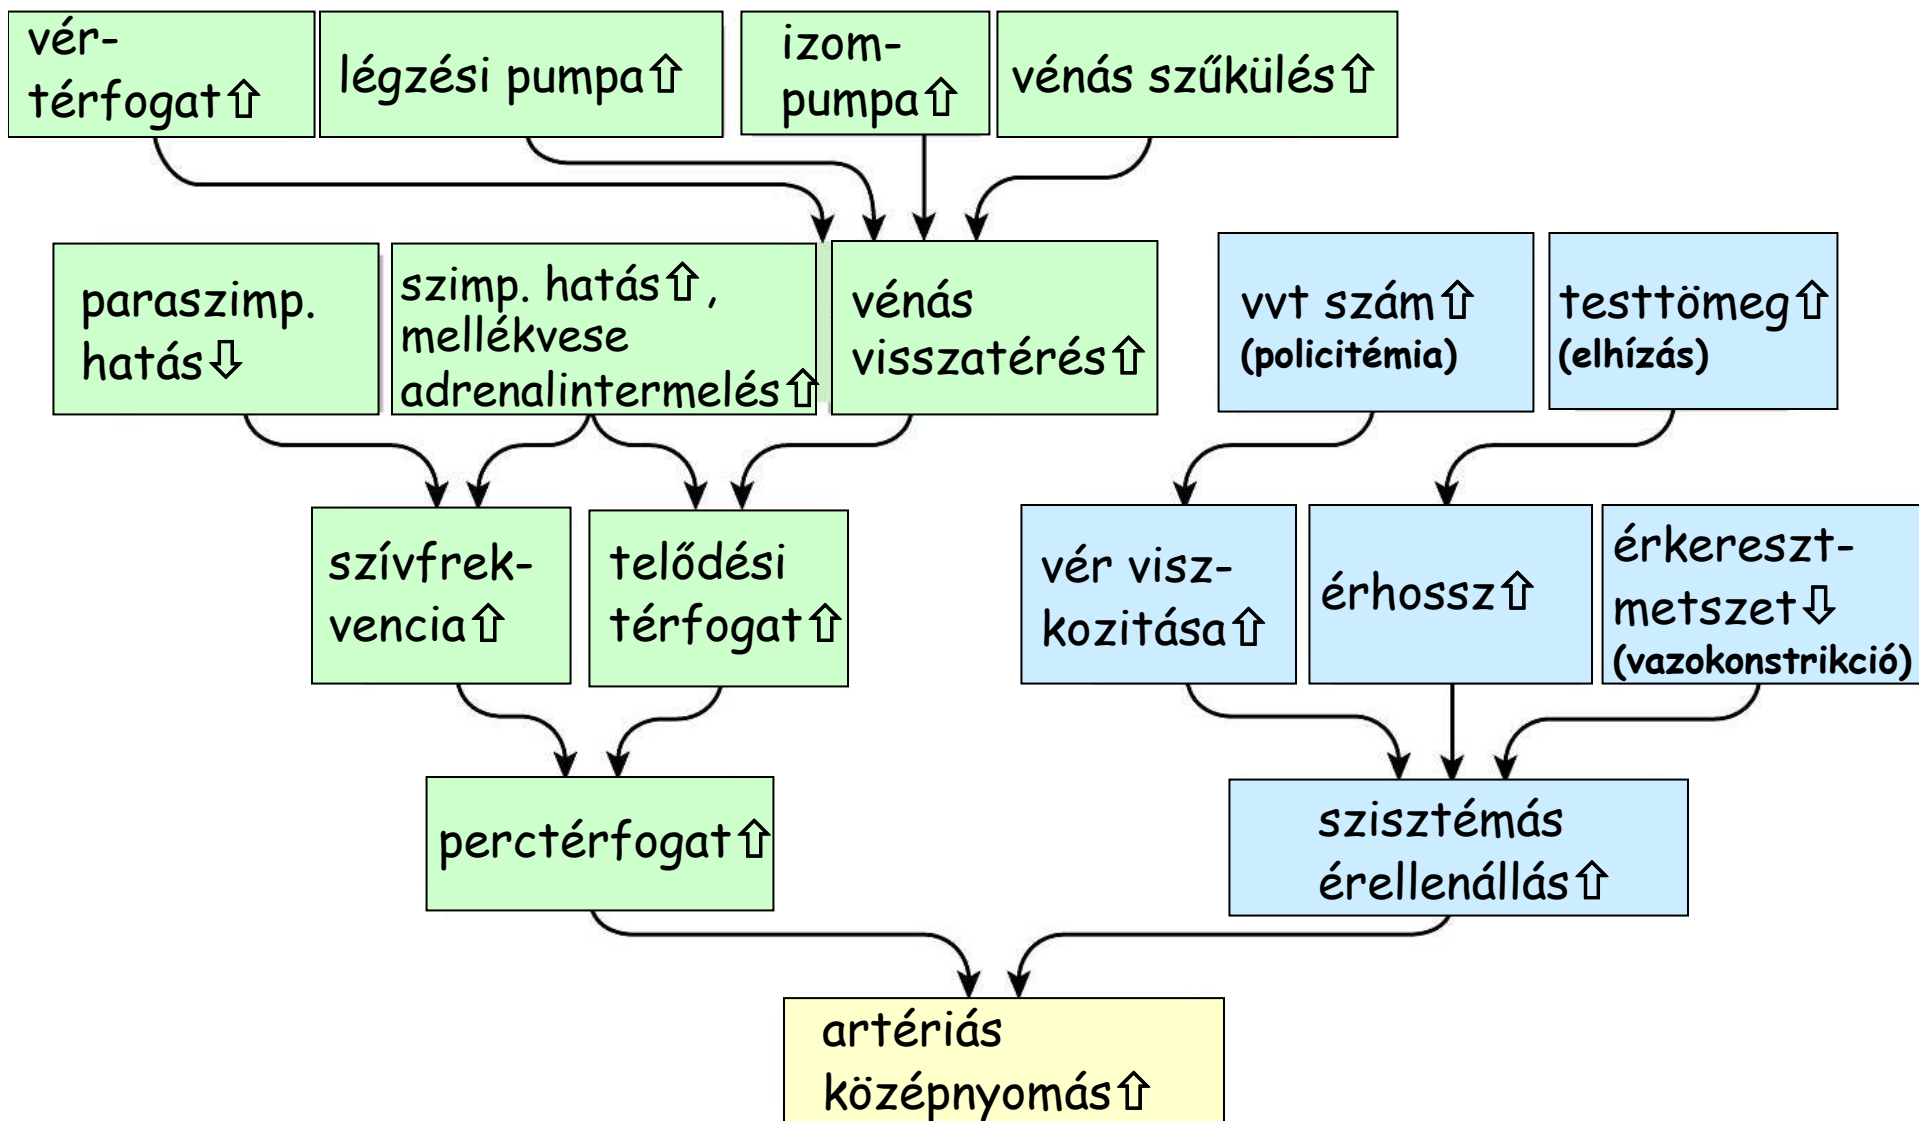 vér-
térfogat⇧
légzési pumpa⇧
izom-
pumpa⇧
vénás szűkülés⇧
paraszimp.
hatás⇩
szimp. hatás⇧,
mellékvese
adrenalintermelés⇧
vénás
visszatérés⇧
vvt szám⇧
(policitémia)
testtömeg⇧
(elhízás)
szívfrek-
vencia⇧
telődési
térfogat⇧
vér visz-
kozitása⇧
érhossz⇧
érkereszt-
metszet⇩
(vazokonstrikció)
perctérfogat⇧
szisztémás
érellenállás⇧
artériás
középnyomás⇧